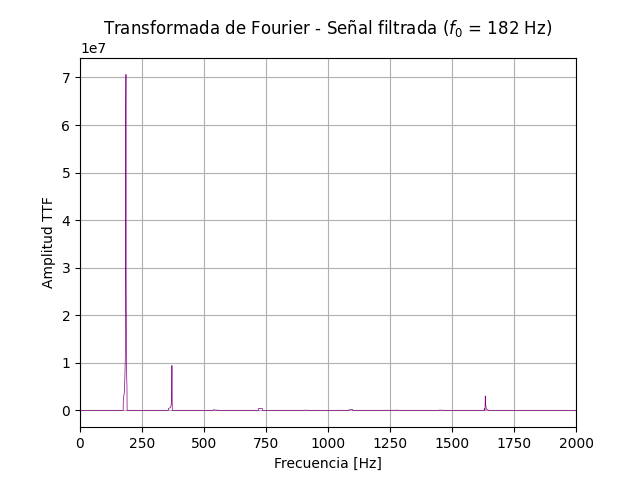 Transformada de Fourier - Señal filtrada (f₀ = 182 Hz)
1e7
7
6
5
4
3
2
1
0
Amplitud TTF
0 250 500 750 1000 1250 1500 1750 2000
Frecuencia [Hz]